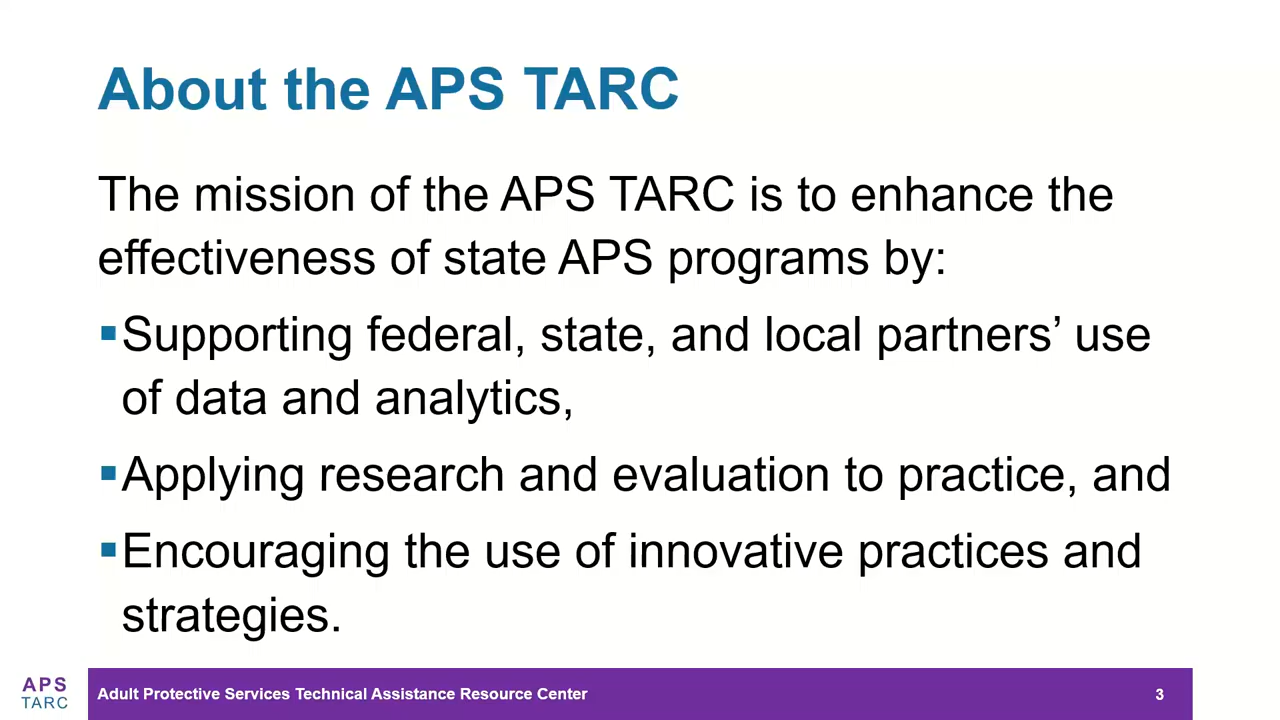 About the APS TARC
The mission of the APS TARC is to enhance the
effectiveness of state APS programs by:
▪Supporting federal, state, and local partners’ use
of data and analytics,
▪Applying research and evaluation to practice, and
▪Encouraging the use of innovative practices and
strategies.
APS
TARC
Adult Protective Services Technical Assistance Resource Center
3